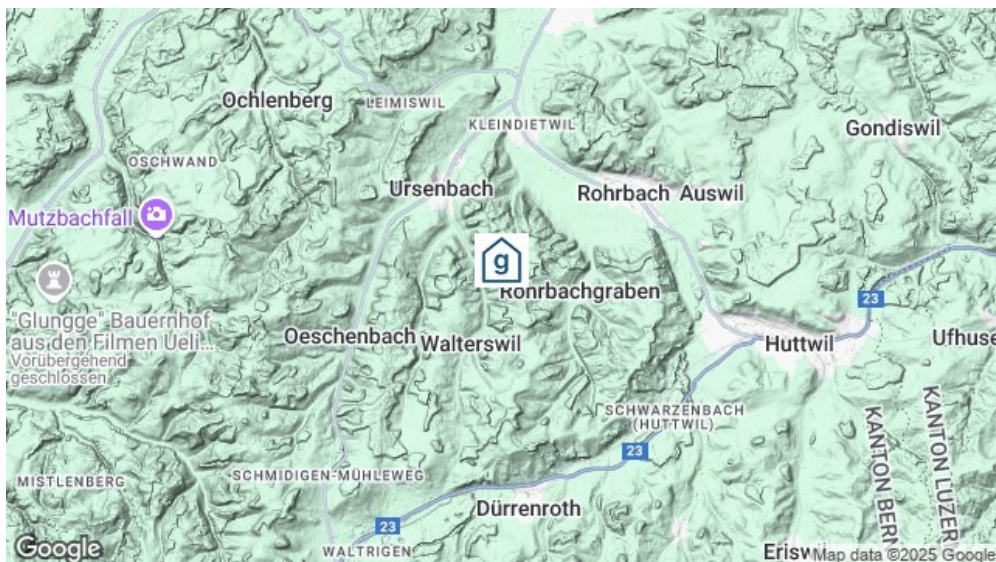 Ochlenberg
LEIMISWIL
KLEINDIETWIL
Gondiswil
OSCHWAND
Ursenbach
Rohrbach Auswil
Mutzbachfall
g
Rohrbachgraben
23
"Glungge" Bauernhof
aus den Filmen Ueli...
Vorübergehend
geschlossen
Oeschenbach
Walterswil
Huttwil
Ufhuse
SCHWARZENBACH
(HUTTWIL)
KANTON BERN
KANTON LUZER
23
MISTLENBERG
SCHMIDIGEN-MÜHLEWEG
Dürrenroth
23
WALTRIGEN
Google
Map data ©2025 Google